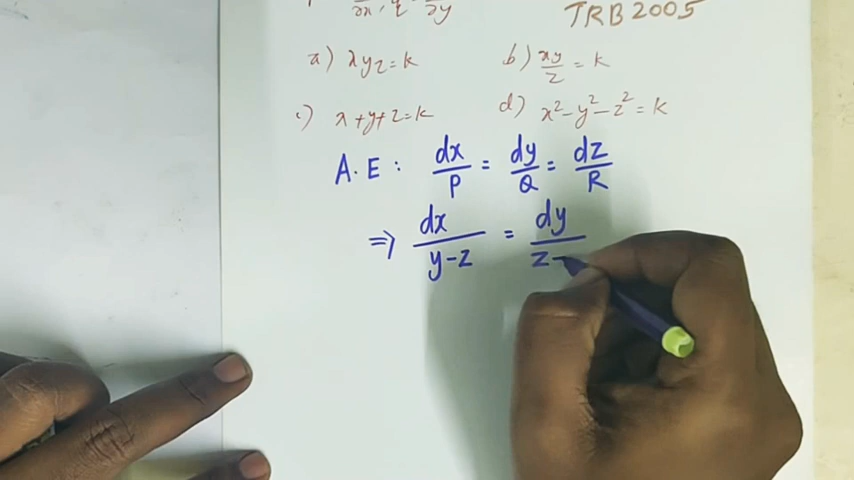 ∂x , q ∂y
TRB 2005
a) xyz = k b) xy/z = k
c) x+y+z = k d) x²-y²-z² = k
A.E : dx/P = dy/Q = dz/R
⇒ dx/y-z = dy/z-